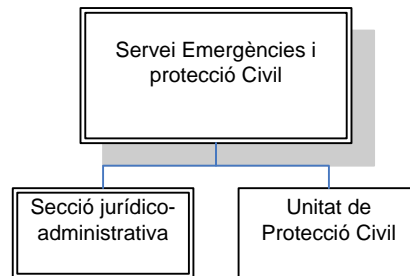 Servei Emergències i
protecció Civil
Secció jurídico-
administrativa
Unitat de
Protecció Civil